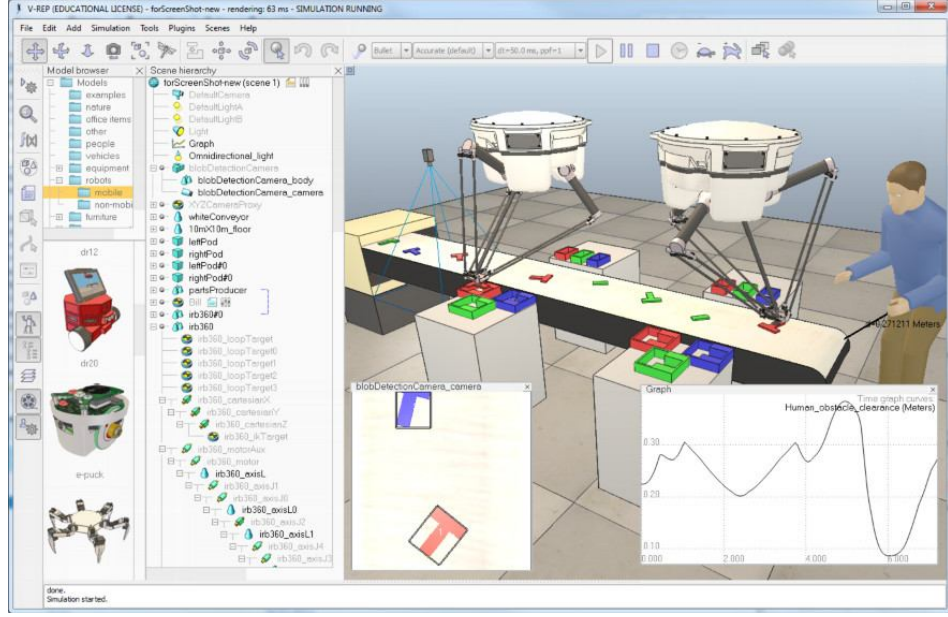 V-REP (EDUCATIONAL LICENSE) - forScreenShot-new - rendering: 63 ms - SIMULATION RUNNING
File Edit Add Simulation Tools Plugins Scenes Help
Bullet Accurate (default) dt=50.0 ms, ppf=1
Model browser
Models
examples
nature
office items
other
people
vehicles
equipment
robots
mobile
non-mobi
furniture
dr12
dr20
e-puck
Scene hierarchy
forScreenShot-new (scene 1)
DefaultCamera
DefaultLightA
DefaultLightB
Light
Graph
Omnidirectional_light
blobDetectionCamera
blobDetectionCamera_body
blobDetectionCamera_camera
XYZCameraProxy
whiteConveyor
10mX10m_floor
leftPod
rightPod
leftPod#0
rightPod#0
partsProducer
Bill
irb360#0
irb360
irb360_loopTarget
irb360_loopTarget0
irb360_loopTarget1
irb360_loopTarget2
irb360_loopTarget3
irb360_cartesianX
irb360_cartesianY
irb360_cartesianZ
irb360_ikTarget
irb360_motorAux
irb360_motor
irb360_axisL
irb360_axisJ1
irb360_axisJ0
irb360_axisL0
irb360_axisJ2
irb360_axisL1
irb360_axisJ4
irb360_axisJ3
271211 Meters
blobDetectionCamera_camera
Graph
Time graph curves
Human_obstacle_clearance (Meters)
0.30
0.20
0.10
0.000 2.000 4.000 6.000
done.
Simulation started.